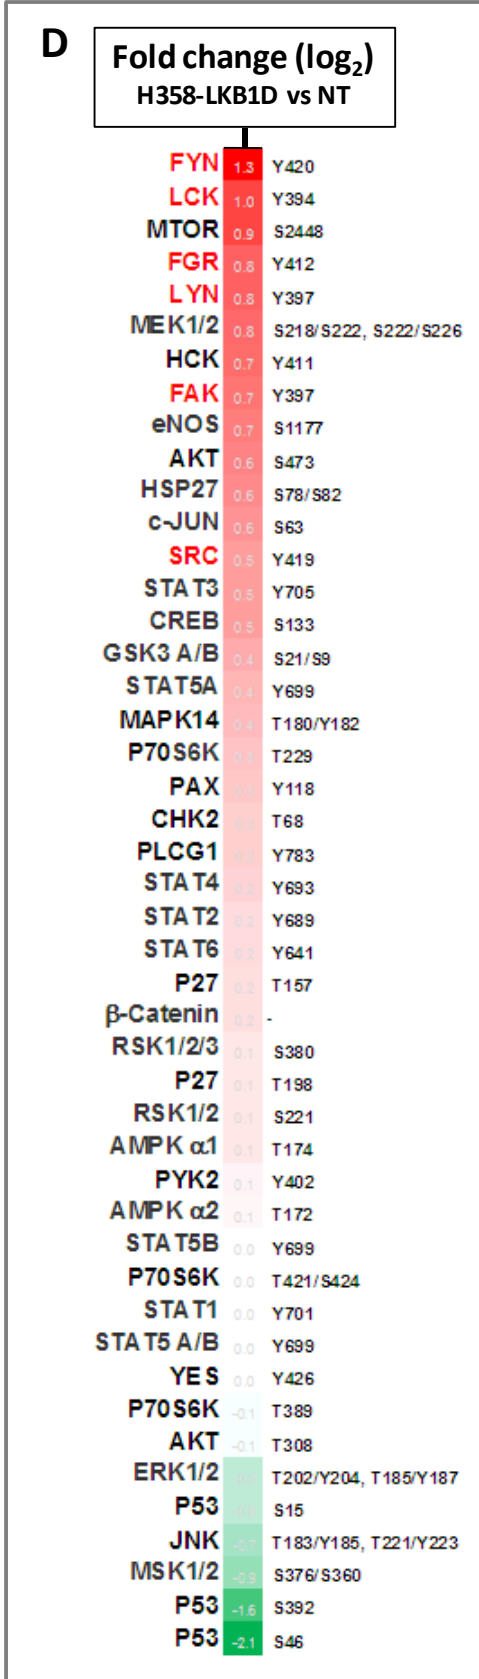 D
Fold change (log₂)
H358-LKB1D vs NT
FYN 1.3 Y420
LCK 1.0 Y394
MTOR 0.9 S2448
FGR 0.8 Y412
LYN 0.8 Y397
MEK1/2 0.8 S218/S222, S222/S226
HCK 0.7 Y411
FAK 0.7 Y397
eNOS 0.7 S1177
AKT 0.6 S473
HSP27 0.6 S78/S82
c-JUN 0.6 S63
SRC 0.5 Y419
STAT3 0.5 Y705
CREB 0.5 S133
GSK3 A/B 0.4 S21/S9
STAT5A 0.4 Y699
MAPK14 0.4 T180/Y182
P70S6K T229
PAX Y118
CHK2 T68
PLCG1 Y783
STAT4 0.2 Y693
STAT2 0.2 Y689
STAT6 0.2 Y641
P27 0.2 T157
β-Catenin 0.2 -
RSK1/2/3 0.1 S380
P27 0.1 T198
RSK1/2 0.1 S221
AMPK α1 0.1 T174
PYK2 0.1 Y402
AMPK α2 0.1 T172
STAT5B 0.0 Y699
P70S6K 0.0 T421/S424
STAT1 0.0 Y701
STAT5 A/B 0.0 Y699
YES 0.0 Y426
P70S6K -0.1 T389
AKT -0.1 T308
ERK1/2 T202/Y204, T185/Y187
P53 S15
JNK -0.7 T183/Y185, T221/Y223
MSK1/2 -0.9 S376/S360
P53 -1.6 S392
P53 -2.1 S46